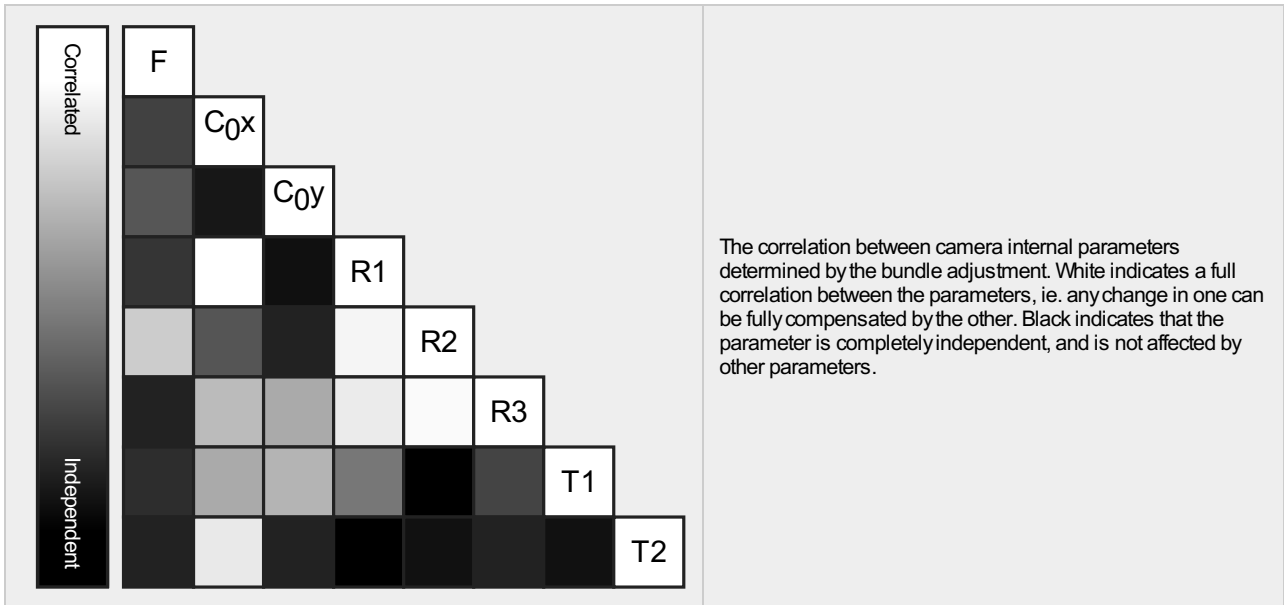 Correlated
Independent
F
C0x
C0y
R1
R2
R3
T1
T2
The correlation between camera internal parameters
determined by the bundle adjustment. White indicates a full
correlation between the parameters, ie. any change in one can
be fully compensated by the other. Black indicates that the
parameter is completely independent, and is not affected by
other parameters.